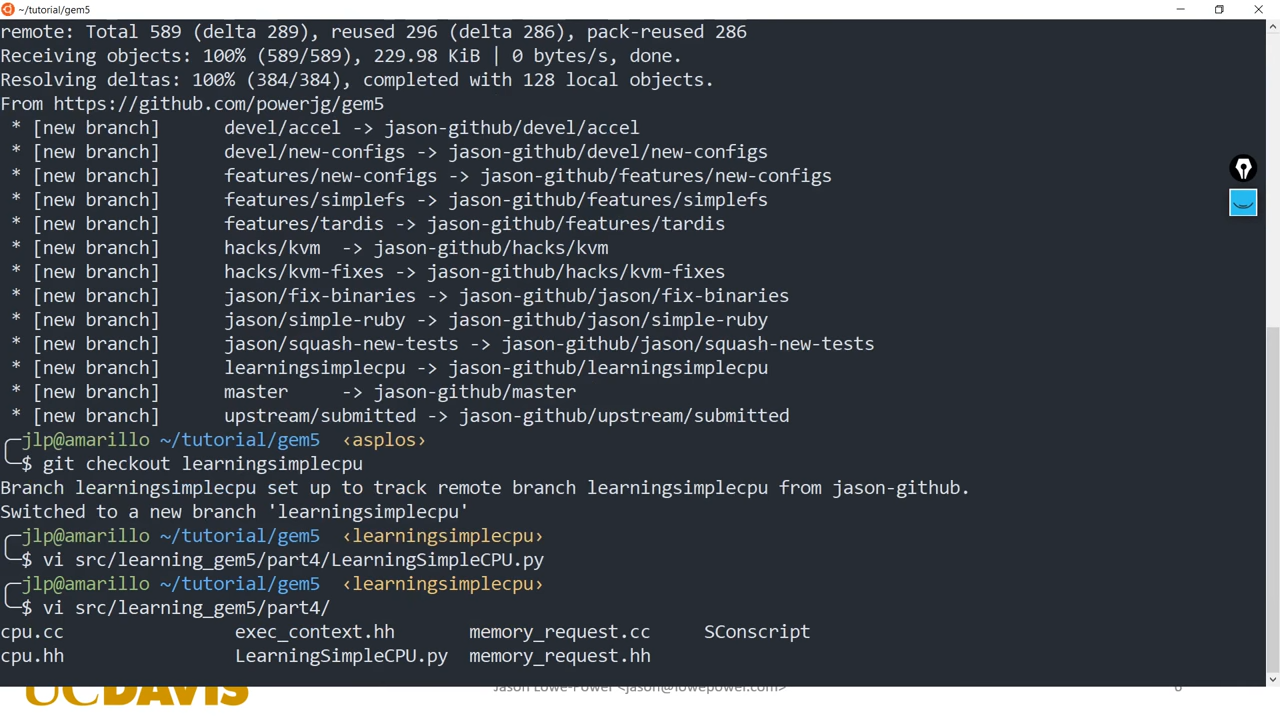 ~/tutorial/gem5
remote: Total 589 (delta 289), reused 296 (delta 286), pack-reused 286
Receiving objects: 100% (589/589), 229.98 KiB | 0 bytes/s, done.
Resolving deltas: 100% (384/384), completed with 128 local objects.
From https://github.com/powerjg/gem5
* [new branch]      devel/accel -> jason-github/devel/accel
* [new branch]      devel/new-configs -> jason-github/devel/new-configs
* [new branch]      features/new-configs -> jason-github/features/new-configs
* [new branch]      features/simplefs -> jason-github/features/simplefs
* [new branch]      features/tardis -> jason-github/features/tardis
* [new branch]      hacks/kvm  -> jason-github/hacks/kvm
* [new branch]      hacks/kvm-fixes -> jason-github/hacks/kvm-fixes
* [new branch]      jason/fix-binaries -> jason-github/jason/fix-binaries
* [new branch]      jason/simple-ruby -> jason-github/jason/simple-ruby
* [new branch]      jason/squash-new-tests -> jason-github/jason/squash-new-tests
* [new branch]      learningsimplecpu -> jason-github/learningsimplecpu
* [new branch]      master     -> jason-github/master
* [new branch]      upstream/submitted -> jason-github/upstream/submitted
╭─jlp@amarillo ~/tutorial/gem5  ‹asplos›
╰─$ git checkout learningsimplecpu
Branch learningsimplecpu set up to track remote branch learningsimplecpu from jason-github.
Switched to a new branch 'learningsimplecpu'
╭─jlp@amarillo ~/tutorial/gem5  ‹learningsimplecpu›
╰─$ vi src/learning_gem5/part4/LearningSimpleCPU.py
╭─jlp@amarillo ~/tutorial/gem5  ‹learningsimplecpu›
╰─$ vi src/learning_gem5/part4/
cpu.cc                exec_context.hh       memory_request.cc     SConscript
cpu.hh                LearningSimpleCPU.py  memory_request.hh
UCDAVIS Jason Lowe-Power <jason@lowepower.com> 6